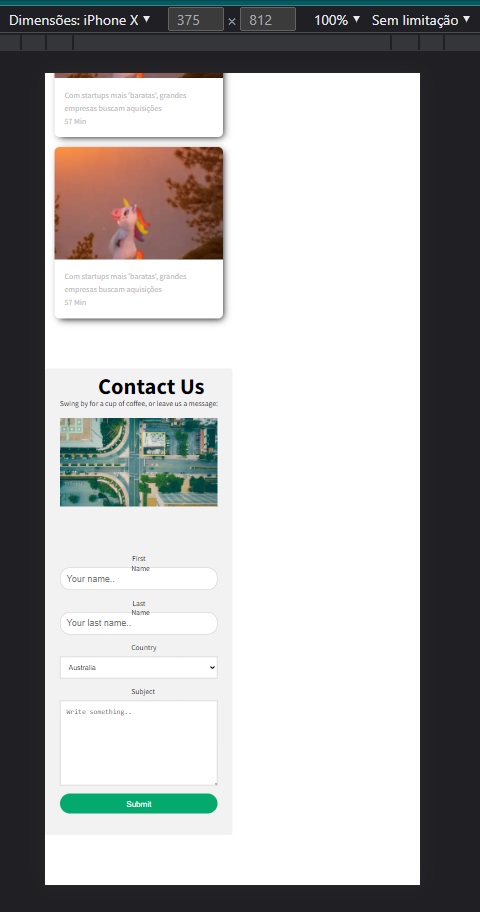 Dimensões: iPhone X ▼ 375 × 812 100% ▼ Sem limitação ▼
Com startups mais 'baratas', grandes
empresas buscam aquisições
57 Min
Com startups mais 'baratas', grandes
empresas buscam aquisições
57 Min
Contact Us
Swing by for a cup of coffee, or leave us a message:
First
Name
Your name..
Last
Name
Your last name..
Country
Australia
Subject
Write something..
Submit